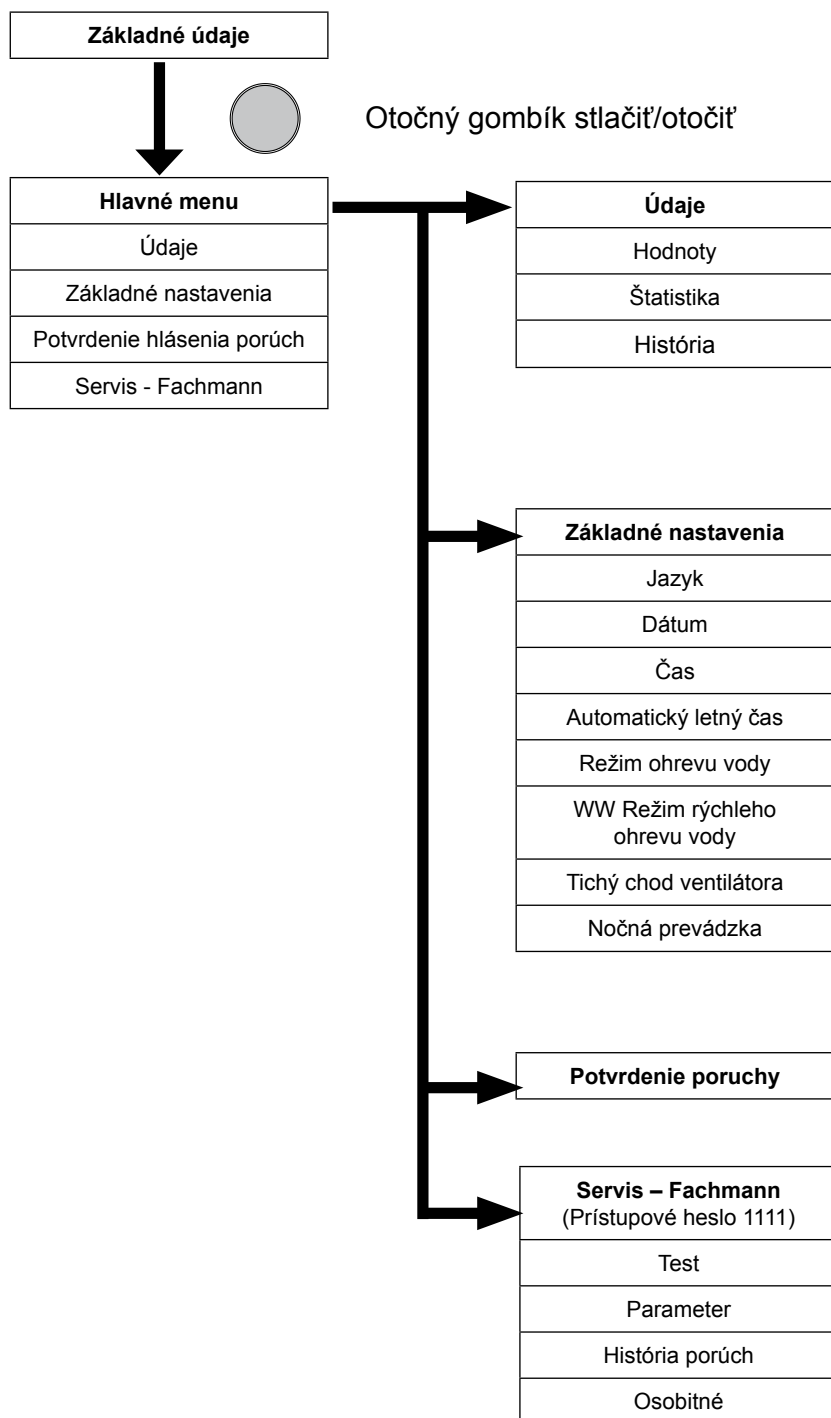 Základné údaje
Otočný gombík stlačiť/otočiť
Hlavné menu
Údaje
Základné nastavenia
Potvrdenie hlásenia porúch
Servis - Fachmann
Údaje
Hodnoty
Štatistika
História
Základné nastavenia
Jazyk
Dátum
Čas
Automatický letný čas
Režim ohrevu vody
WW Režim rýchleho
ohrevu vody
Tichý chod ventilátora
Nočná prevádzka
Potvrdenie poruchy
Servis – Fachmann
(Prístupové heslo 1111)
Test
Parameter
História porúch
Osobitné